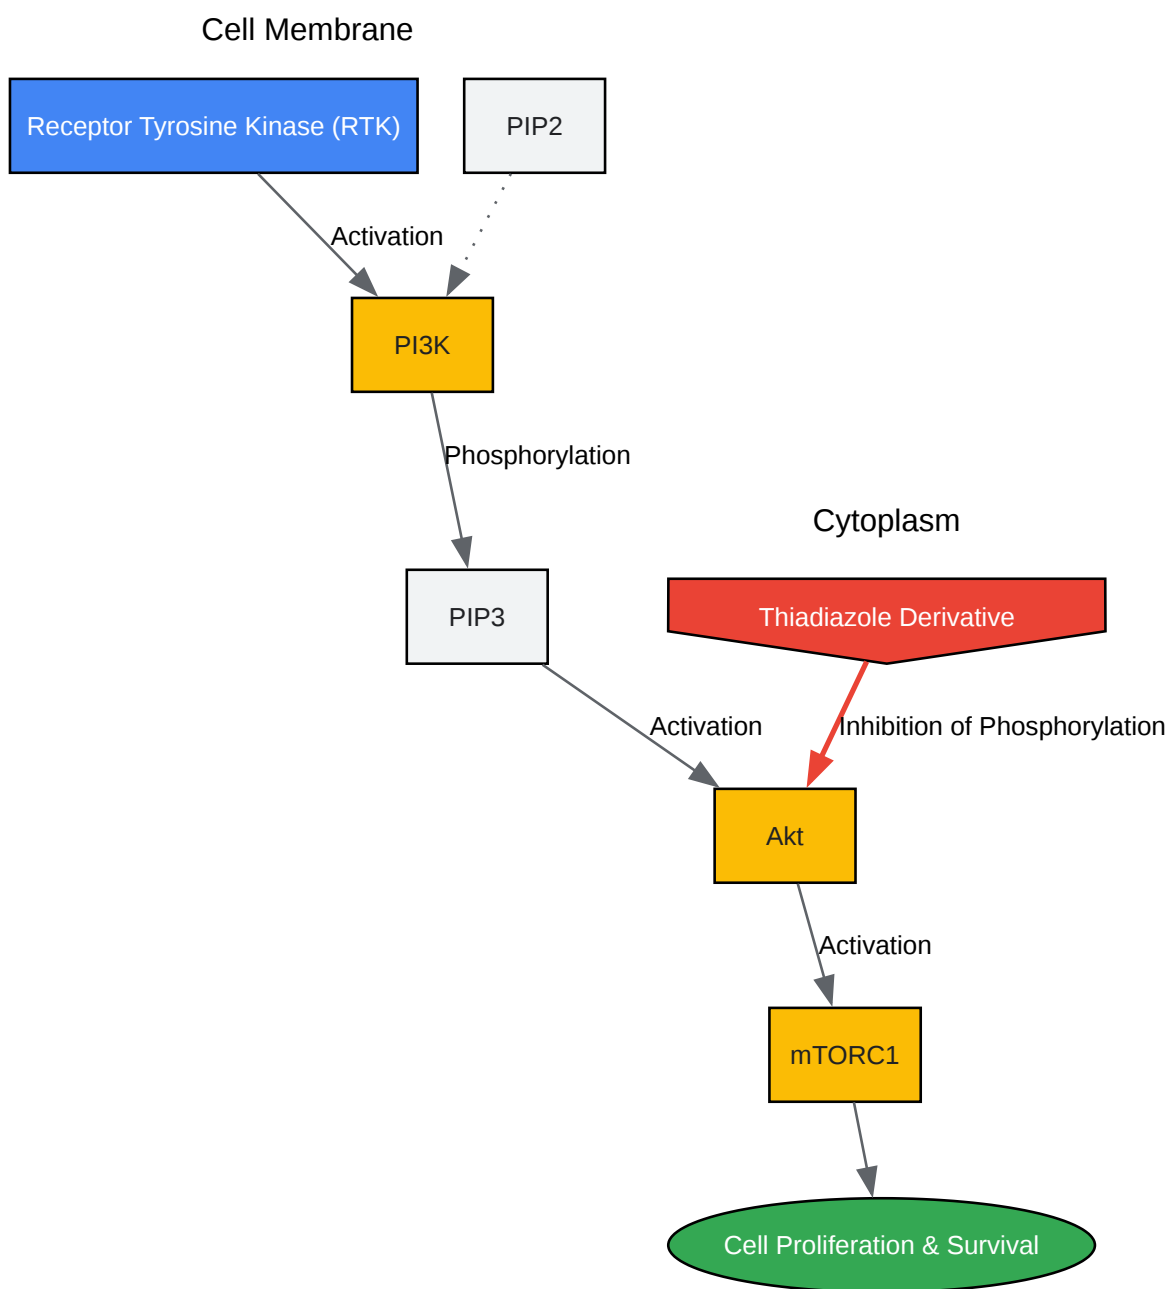 Cell Membrane
Receptor Tyrosine Kinase (RTK)
PIP2
Activation
PI3K
Phosphorylation
Cytoplasm
PIP3
Thiadiazole Derivative
Activation
Inhibition of Phosphorylation
Akt
Activation
mTORC1
Cell Proliferation & Survival